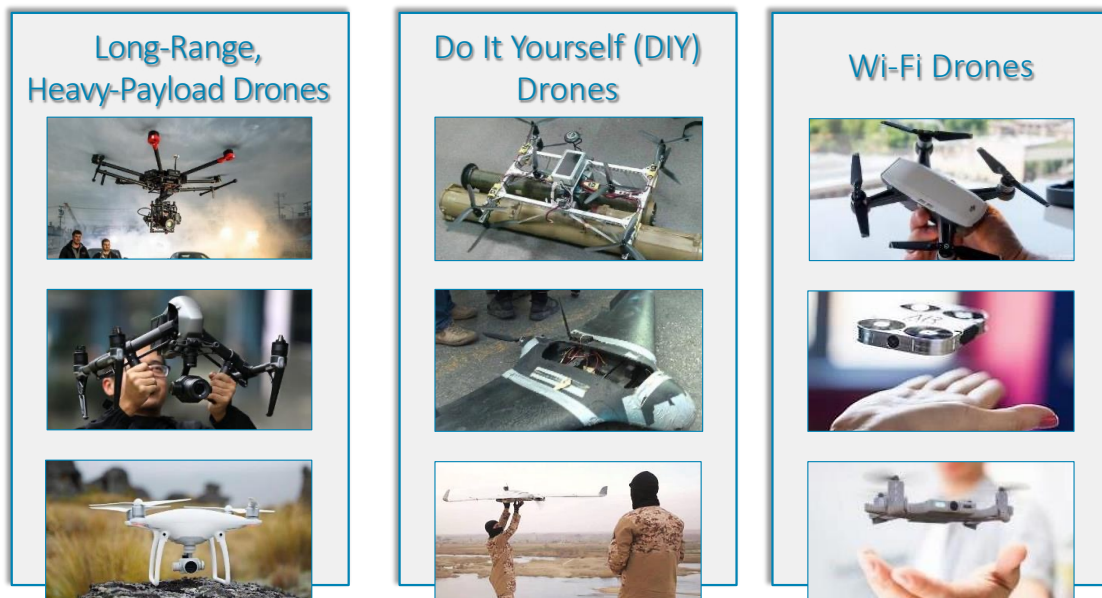 Long-Range,
Heavy-Payload Drones
Do It Yourself (DIY)
Drones
Wi-Fi Drones